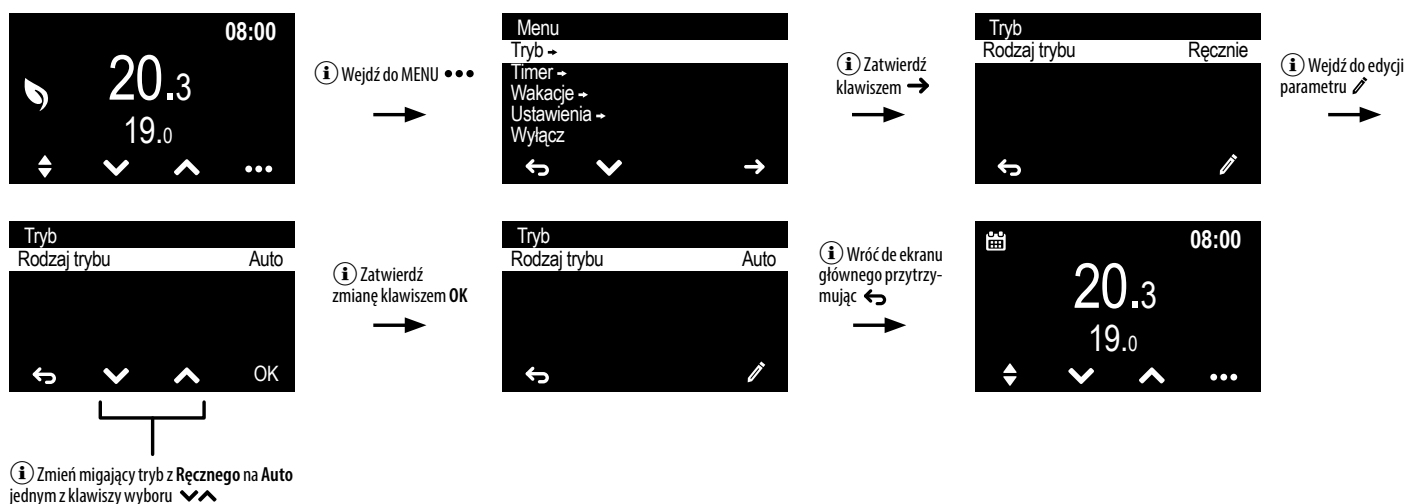 08:00
20.3
19.0
Wejdź do MENU •••
Menu
Tryb →
Timer →
Wakacje →
Ustawienia →
Wyłącz
Zatwierdź
klawiszem →
Tryb
Rodzaj trybu Ręcznie
Wejdź do edycji
parametru
Tryb
Rodzaj trybu Auto
OK
Zmień migający tryb z Ręcznego na Auto
jednym z klawiszy wyboru
Zatwierdź
zmianę klawiszem OK
Tryb
Rodzaj trybu Auto
Wróć de ekranu
głównego przytrzy-
mując
08:00
20.3
19.0